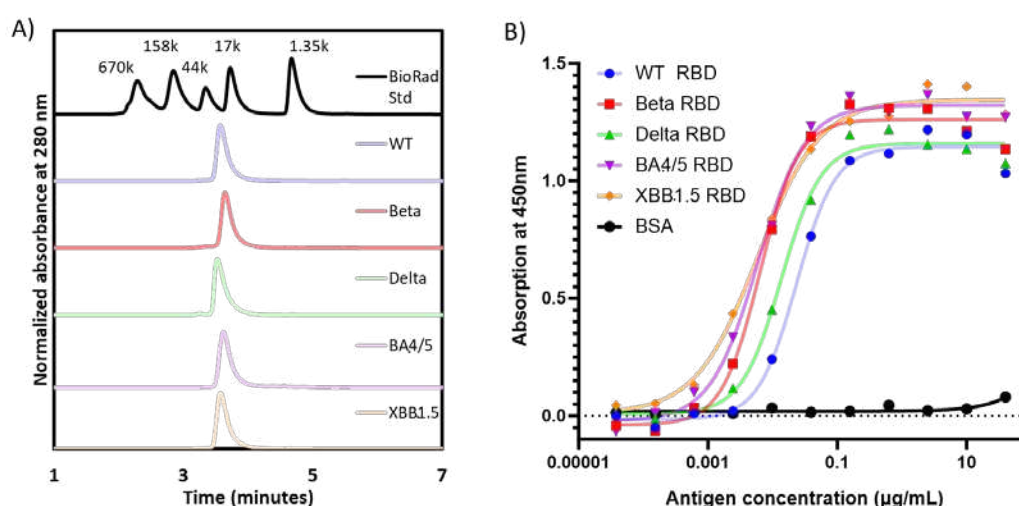 A)
670k
158k
44k
17k
1.35k
BioRad
Std
WT
Beta
Delta
BA4/5
XBB1.5
Normalized absorbance at 280 nm
1
3
5
7
Time (minutes)
B)
WT RBD
Beta RBD
Delta RBD
BA4/5 RBD
XBB1.5 RBD
BSA
Absorption at 450nm
1.5
1.0
0.5
0.0
0.00001
0.001
0.1
10
Antigen concentration (µg/mL)